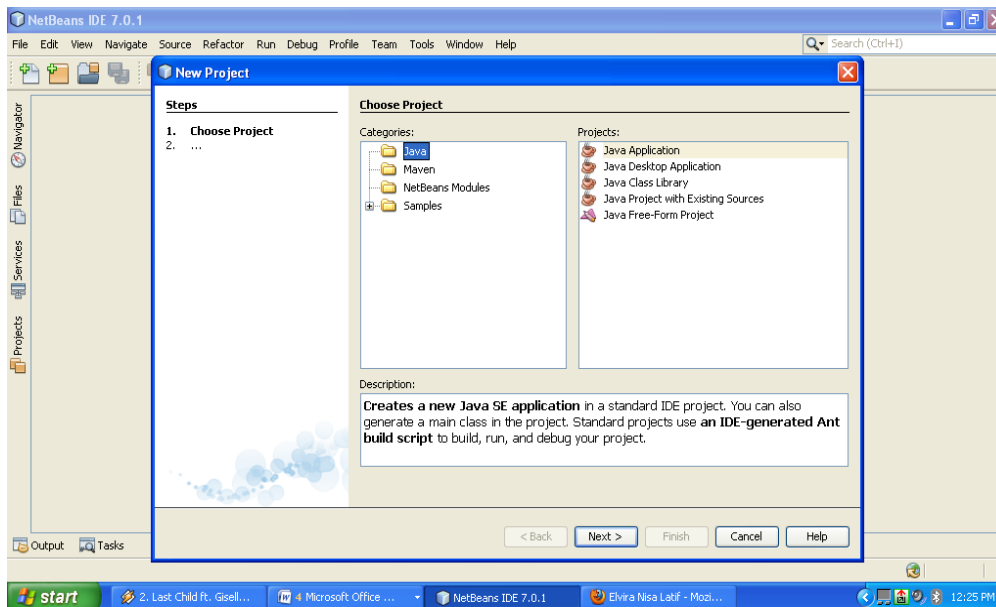 NetBeans IDE 7.0.1
File Edit View Navigate Source Refactor Run Debug Profile Team Tools Window Help
Search (Ctrl+I)
New Project
Navigator
Files
Services
Projects
Steps
1. Choose Project
2. ...
Choose Project
Categories:
Java
Maven
NetBeans Modules
Samples
Projects:
Java Application
Java Desktop Application
Java Class Library
Java Project with Existing Sources
Java Free-Form Project
Description:
Creates a new Java SE application in a standard IDE project. You can also
generate a main class in the project. Standard projects use an IDE-generated Ant
build script to build, run, and debug your project.
< Back Next > Finish Cancel Help
Output Tasks
start 2. Last Child ft. Gisell... 4 Microsoft Office ... NetBeans IDE 7.0.1 Elvira Nisa Latif - Mozi... 12:25 PM